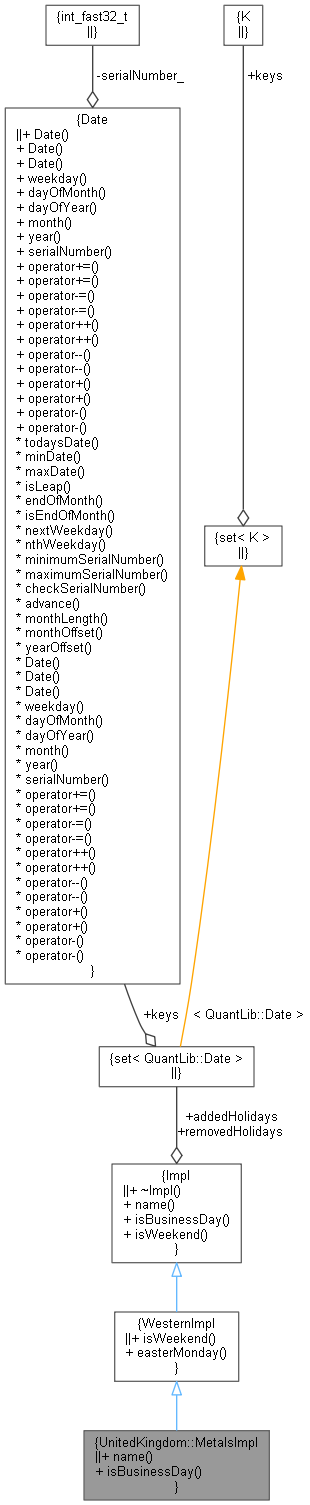 {int_fast32_t
||}
{K
||}
-serialNumber_
+keys
{Date
||+ Date()
+ Date()
+ Date()
+ weekday()
+ dayOfMonth()
+ dayOfYear()
+ month()
+ year()
+ serialNumber()
+ operator+=()
+ operator+=()
+ operator-=()
+ operator-=()
+ operator++()
+ operator++()
+ operator--()
+ operator--()
+ operator+()
+ operator+()
+ operator-()
+ operator-()
* todaysDate()
* minDate()
* maxDate()
* isLeap()
* endOfMonth()
* isEndOfMonth()
* nextWeekday()
* nthWeekday()
* minimumSerialNumber()
* maximumSerialNumber()
* checkSerialNumber()
* advance()
* monthLength()
* monthOffset()
* yearOffset()
* Date()
* Date()
* Date()
* weekday()
* dayOfMonth()
* dayOfYear()
* month()
* year()
* serialNumber()
* operator+=()
* operator+=()
* operator-=()
* operator-=()
* operator++()
* operator++()
* operator--()
* operator--()
* operator+()
* operator+()
* operator-()
* operator-()
}
{set< K >
||}
+keys
< QuantLib::Date >
{set< QuantLib::Date >
||}
+addedHolidays
+removedHolidays
{Impl
||+ ~Impl()
+ name()
+ isBusinessDay()
+ isWeekend()
}
{WesternImpl
||+ isWeekend()
+ easterMonday()
}
{UnitedKingdom::MetalsImpl
||+ name()
+ isBusinessDay()
}